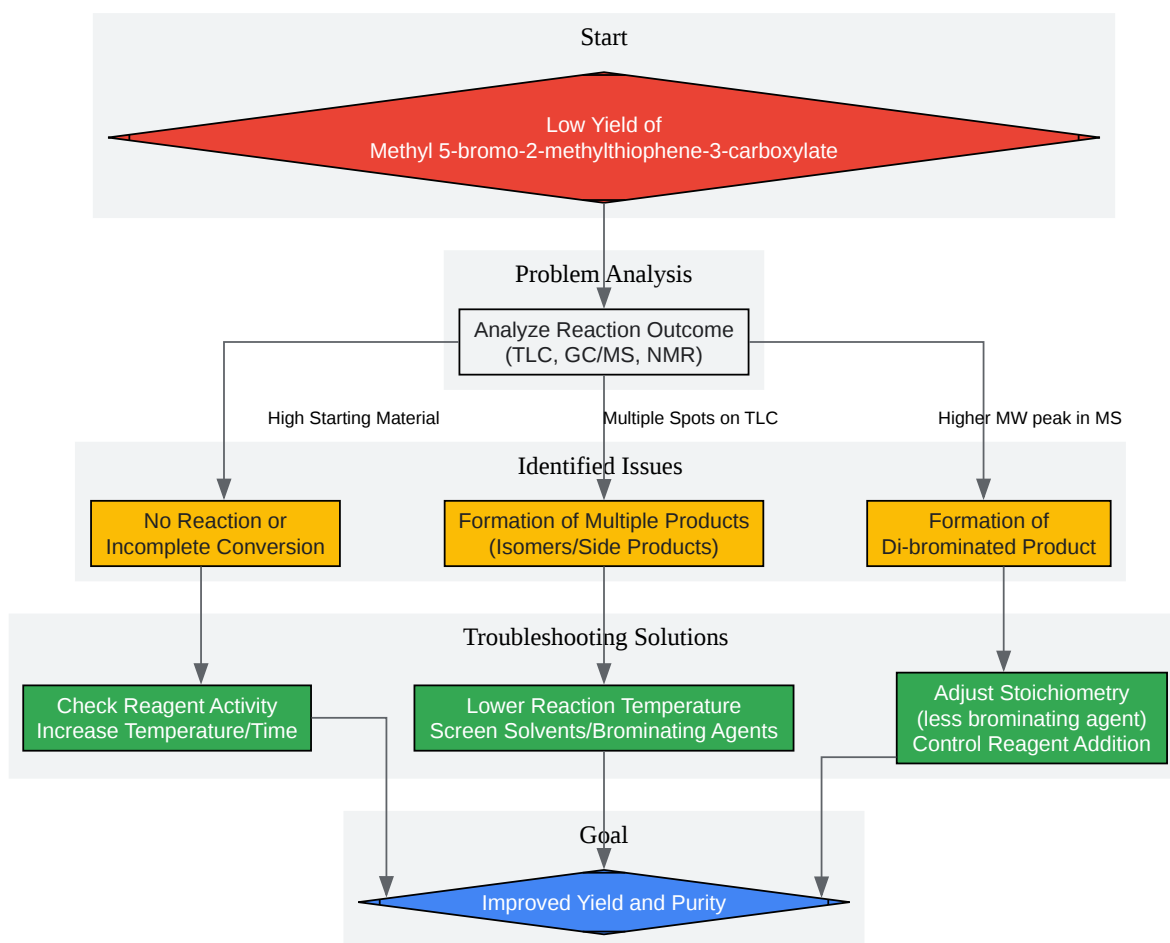 Start
Low Yield of
Methyl 5-bromo-2-methylthiophene-3-carboxylate
Problem Analysis
Analyze Reaction Outcome
(TLC, GC/MS, NMR)
High Starting Material
Multiple Spots on TLC
Higher MW peak in MS
Identified Issues
No Reaction or
Incomplete Conversion
Formation of Multiple Products
(Isomers/Side Products)
Formation of
Di-brominated Product
Troubleshooting Solutions
Check Reagent Activity
Increase Temperature/Time
Lower Reaction Temperature
Screen Solvents/Brominating Agents
Adjust Stoichiometry
(less brominating agent)
Control Reagent Addition
Goal
Improved Yield and Purity